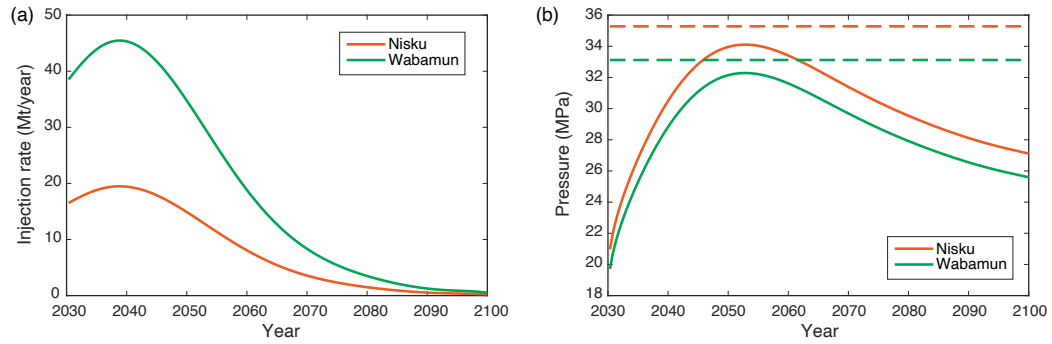 (a)
50
40
30
20
10
0
Injection rate (Mt/year)
Nisku
Wabamun
2030 2040 2050 2060 2070 2080 2090 2100
Year
(b)
36
34
32
30
28
26
24
22
20
18
Pressure (MPa)
Nisku
Wabamun
2030 2040 2050 2060 2070 2080 2090 2100
Year